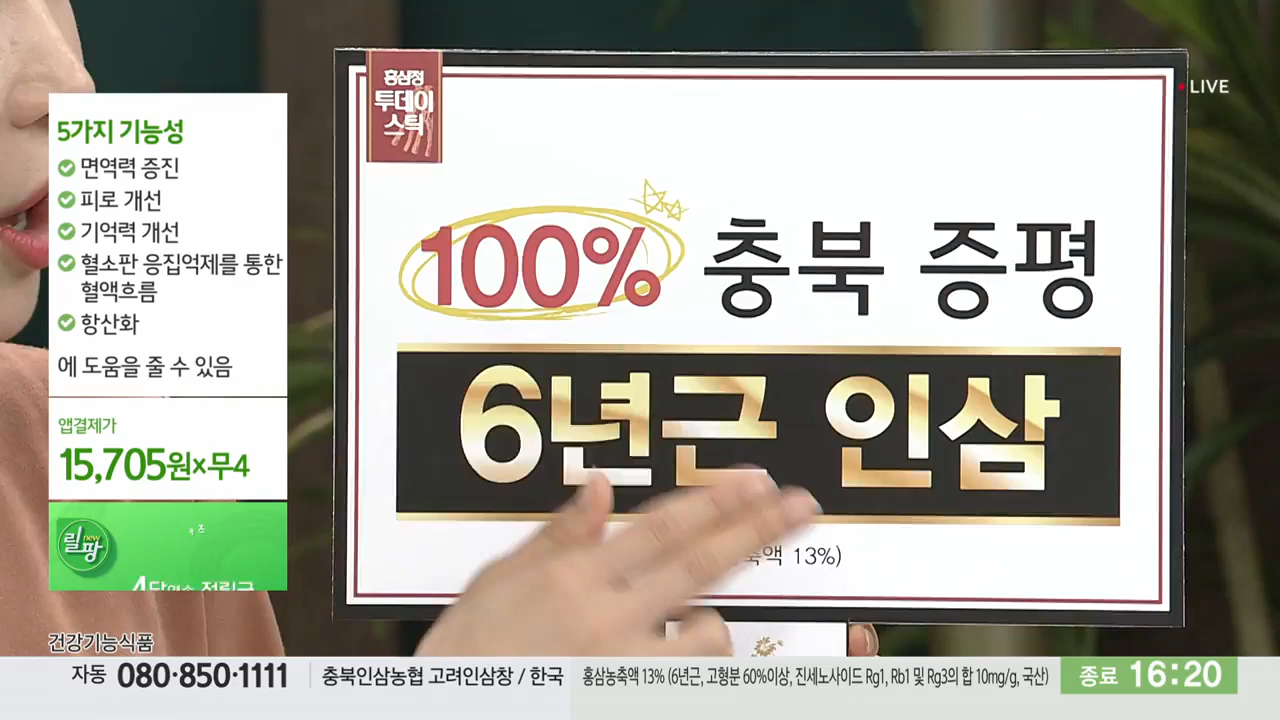 5가지 기능성
면역력 증진
피로 개선
기억력 개선
혈소판 응집억제를 통한
혈액흐름
항산화
에 도움을 줄 수 있음
앱결제가
15,705원×무4
릴팡
new
홍삼정
투데이
스틱
LIVE
100% 충북 증평
6년근 인삼
13%)
건강기능식품
자동 080·850·1111 충북인삼농협 고려인삼창 / 한국 홍삼농축액 13% (6년근, 고형분 60%이상, 진세노사이드 Rg1, Rb1 및 Rg3의 합 10mg/g, 국산) 종료 16:20